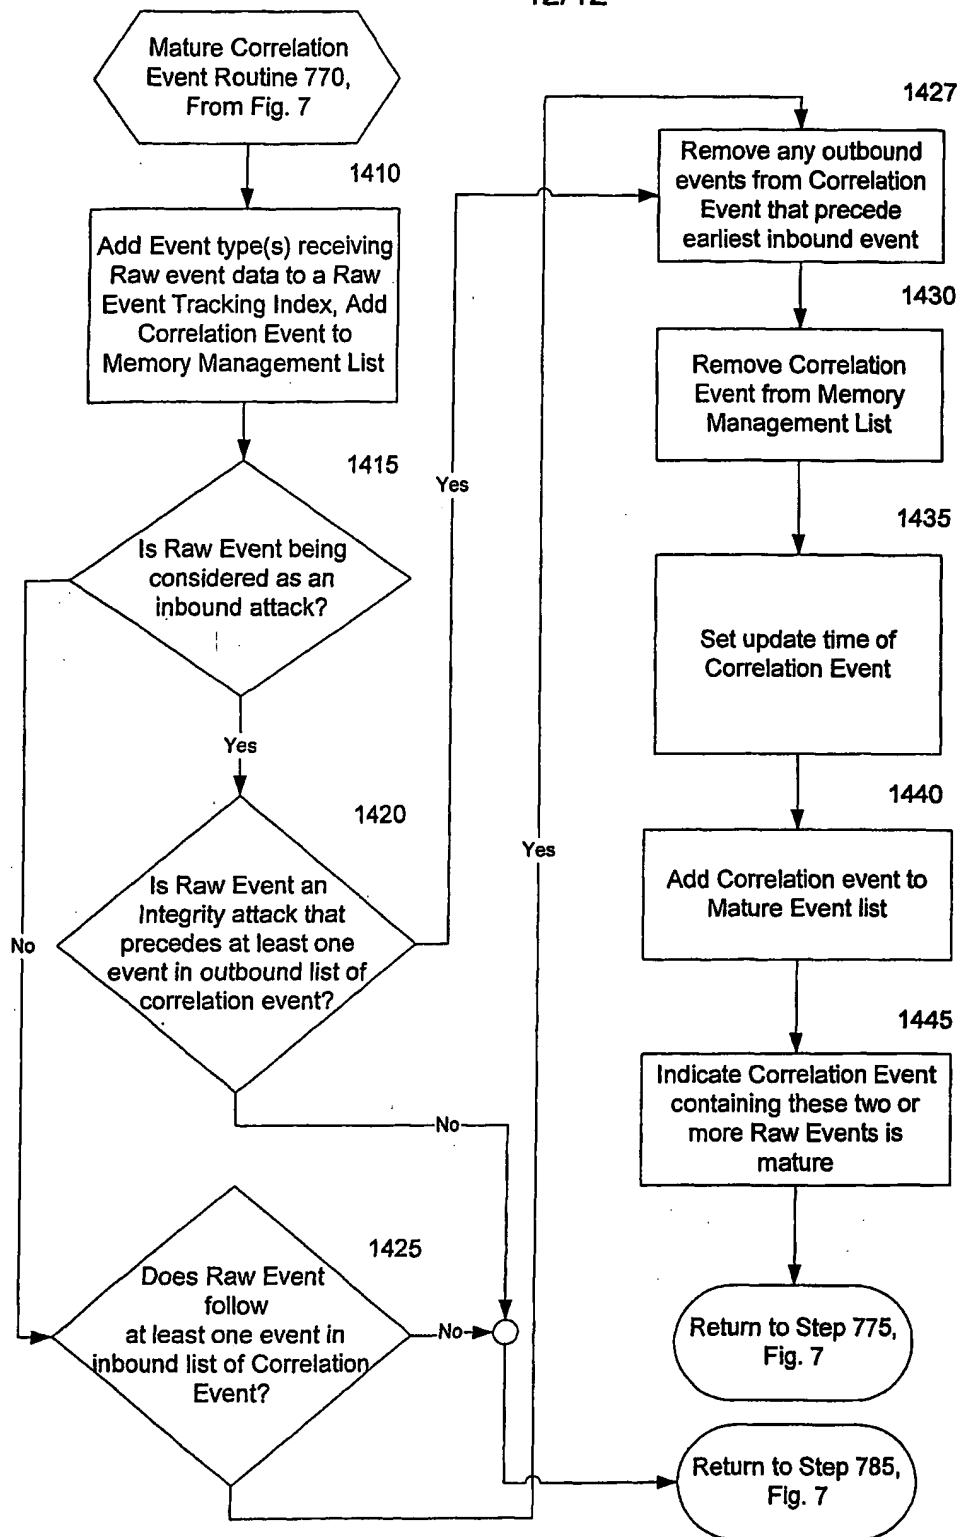 12/12
Mature Correlation
Event Routine 770,
From Fig. 7
1410
Add Event type(s) receiving
Raw event data to a Raw
Event Tracking Index, Add
Correlation Event to
Memory Management List
1415
Is Raw Event being
considered as an
inbound attack?
Yes
No
1420
Is Raw Event an
Integrity attack that
precedes at least one
event in outbound list of
correlation event?
Yes
No
1425
Does Raw Event
follow
at least one event in
inbound list of Correlation
Event?
No
Yes
1427
Remove any outbound
events from Correlation
Event that precede
earliest inbound event
1430
Remove Correlation
Event from Memory
Management List
1435
Set update time of
Correlation Event
1440
Add Correlation event to
Mature Event list
1445
Indicate Correlation Event
containing these two or
more Raw Events is
mature
Return to Step 775,
Fig. 7
Return to Step 785,
Fig. 7